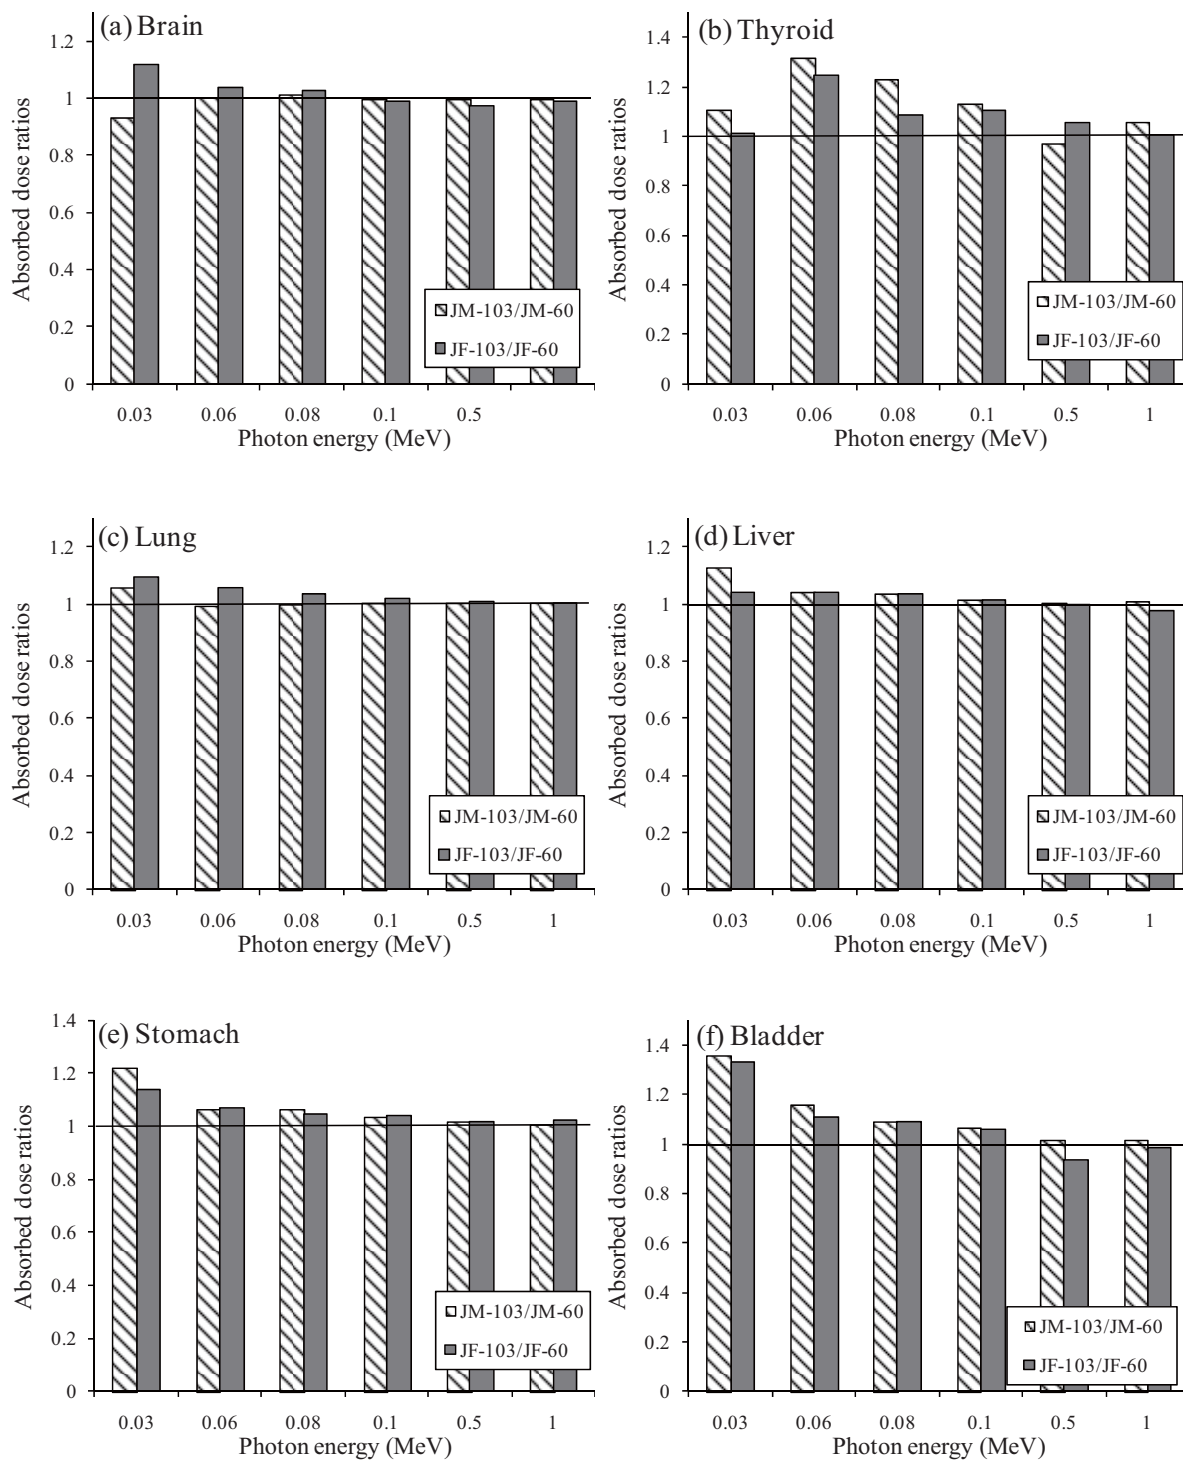 (a) Brain
Absorbed dose ratios
1.2
1
0.8
0.6
0.4
0.2
0
JM-103/JM-60
JF-103/JF-60
0.03 0.06 0.08 0.1 0.5
Photon energy (MeV)
(b) Thyroid
Absorbed dose ratios
1.4
1.2
1
0.8
0.6
0.4
0.2
0
JM-103/JM-60
JF-103/JF-60
0.03 0.06 0.08 0.1 0.5 1
Photon energy (MeV)
(c) Lung
Absorbed dose ratios
1.2
1
0.8
0.6
0.4
0.2
0
JM-103/JM-60
JF-103/JF-60
0.03 0.06 0.08 0.1 0.5 1
Photon energy (MeV)
(d) Liver
Absorbed dose ratios
1.2
1
0.8
0.6
0.4
0.2
0
JM-103/JM-60
JF-103/JF-60
0.03 0.06 0.08 0.1 0.5 1
Photon energy (MeV)
(e) Stomach
Absorbed dose ratios
1.4
1.2
1
0.8
0.6
0.4
0.2
0
JM-103/JM-60
JF-103/JF-60
0.03 0.06 0.08 0.1 0.5 1
Photon energy (MeV)
(f) Bladder
Absorbed dose ratios
1.4
1.2
1
0.8
0.6
0.4
0.2
0
JM-103/JM-60
JF-103/JF-60
0.03 0.06 0.08 0.1 0.5 1
Photon energy (MeV)